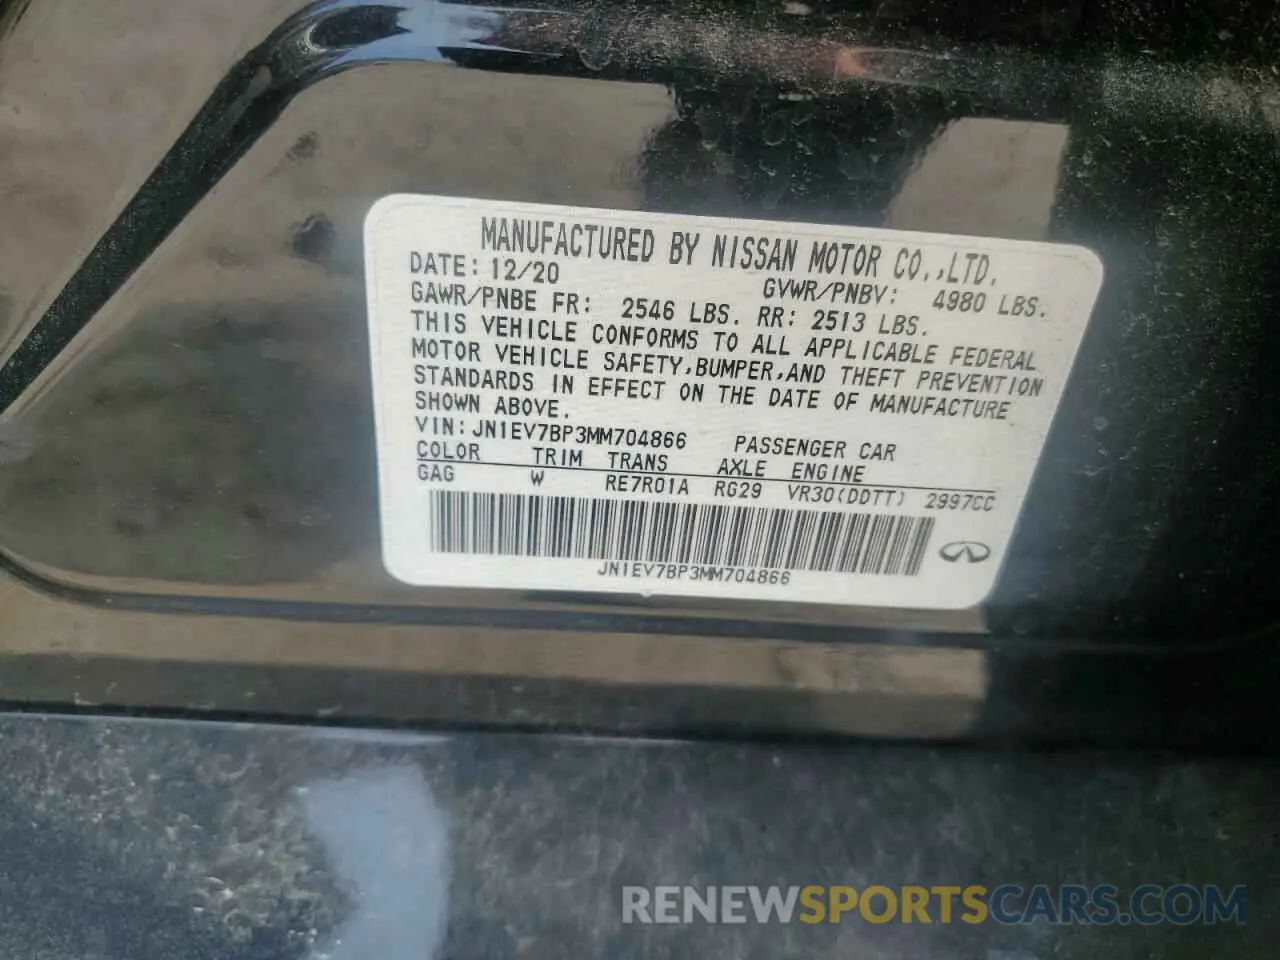 MANUFACTURED BY NISSAN MOTOR CO.,LTD.
DATE: 12/20 GVWR/PNBV: 4980 LBS.
GAWR/PNBE FR: 2546 LBS. RR: 2513 LBS.
THIS VEHICLE CONFORMS TO ALL APPLICABLE FEDERAL
MOTOR VEHICLE SAFETY,BUMPER,AND THEFT PREVENTION
STANDARDS IN EFFECT ON THE DATE OF MANUFACTURE
SHOWN ABOVE.
VIN:JN1EV7BP3MM704866 PASSENGER CAR
COLOR TRIM TRANS AXLE ENGINE
GAG W RE7R01A RG29 VR30(DDTT) 2997CC
JN1EV7BP3MM704866
RENEWSPORTSCARS.COM